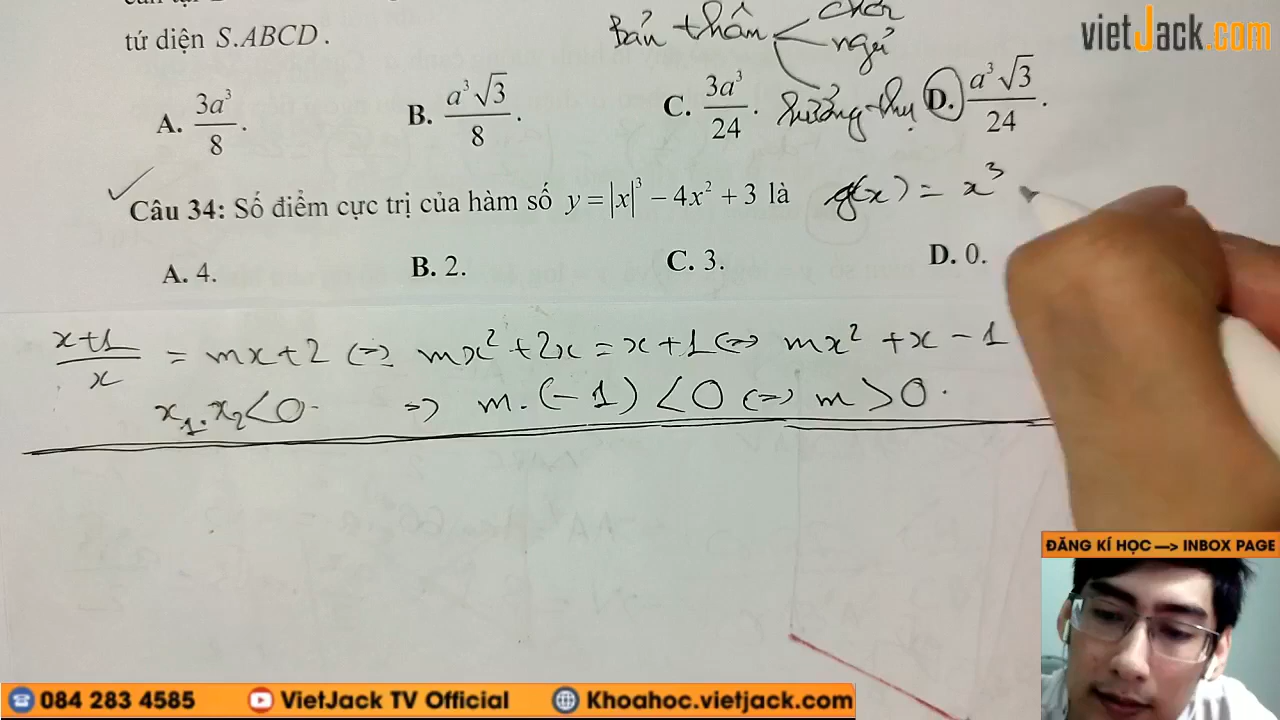 vietJack.com
tứ diện S.ABCD.
Bản thân chơi
ngủ
hưởng thụ
A. 3a³/8. B. a³√3/8. C. 3a³/24. D. a³√3/24.
Câu 34: Số điểm cực trị của hàm số y = |x|³ − 4x² + 3 là g(x) = x³
A. 4. B. 2. C. 3. D. 0.
x+1/x = mx+2 <=> mx²+2x = x+1 <=> mx² + x − 1
x₁.x₂<0. => m.(−1) < 0 <=> m > 0.
ĐĂNG KÍ HỌC —> INBOX PAGE
084 283 4585 VietJack TV Official Khoahoc.vietjack.com